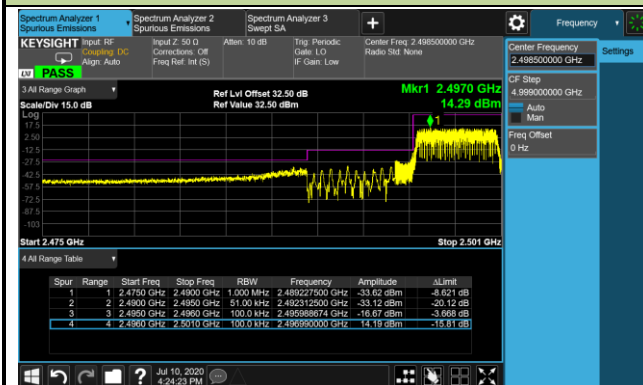 Spectrum Analyzer 1
Spurious Emissions
Spectrum Analyzer 2
Spurious Emissions
Spectrum Analyzer 3
Swept SA
+
Frequency
KEYSIGHT
Input: RF
Coupling: DC
Align: Auto
Input Z: 50 Ω
Corrections: Off
Freq Ref: Int (S)
Atten: 10 dB
Trig: Periodic
Gate: LO
IF Gain: Low
Center Freq: 2.498500000 GHz
Radio Std: None
LXI PASS
3 All Range Graph
Scale/Div 15.0 dB
Ref Lvl Offset 32.50 dB
Ref Value 32.50 dBm
Mkr1 2.4970 GHz
14.29 dBm
Log
17.5
2.50
-12.5
-27.5
-42.5
-57.5
-72.5
-87.5
-103
1
Start 2.475 GHz
Stop 2.501 GHz
4 All Range Table
Spur Range Start Freq Stop Freq RBW Frequency Amplitude ΔLimit
1 1 2.4750 GHz 2.4900 GHz 1.000 MHz 2.489227500 GHz -33.62 dBm -8.621 dB
2 2 2.4900 GHz 2.4950 GHz 51.00 kHz 2.492312500 GHz -33.12 dBm -20.12 dB
3 3 2.4950 GHz 2.4960 GHz 100.0 kHz 2.495988674 GHz -16.67 dBm -3.668 dB
4 4 2.4960 GHz 2.5010 GHz 100.0 kHz 2.496990000 GHz 14.19 dBm -15.81 dB
Center Frequency
2.498500000 GHz
Settings
CF Step
4.999000000 GHz
Auto
Man
Freq Offset
0 Hz
?
Jul 10, 2020
4:24:23 PM